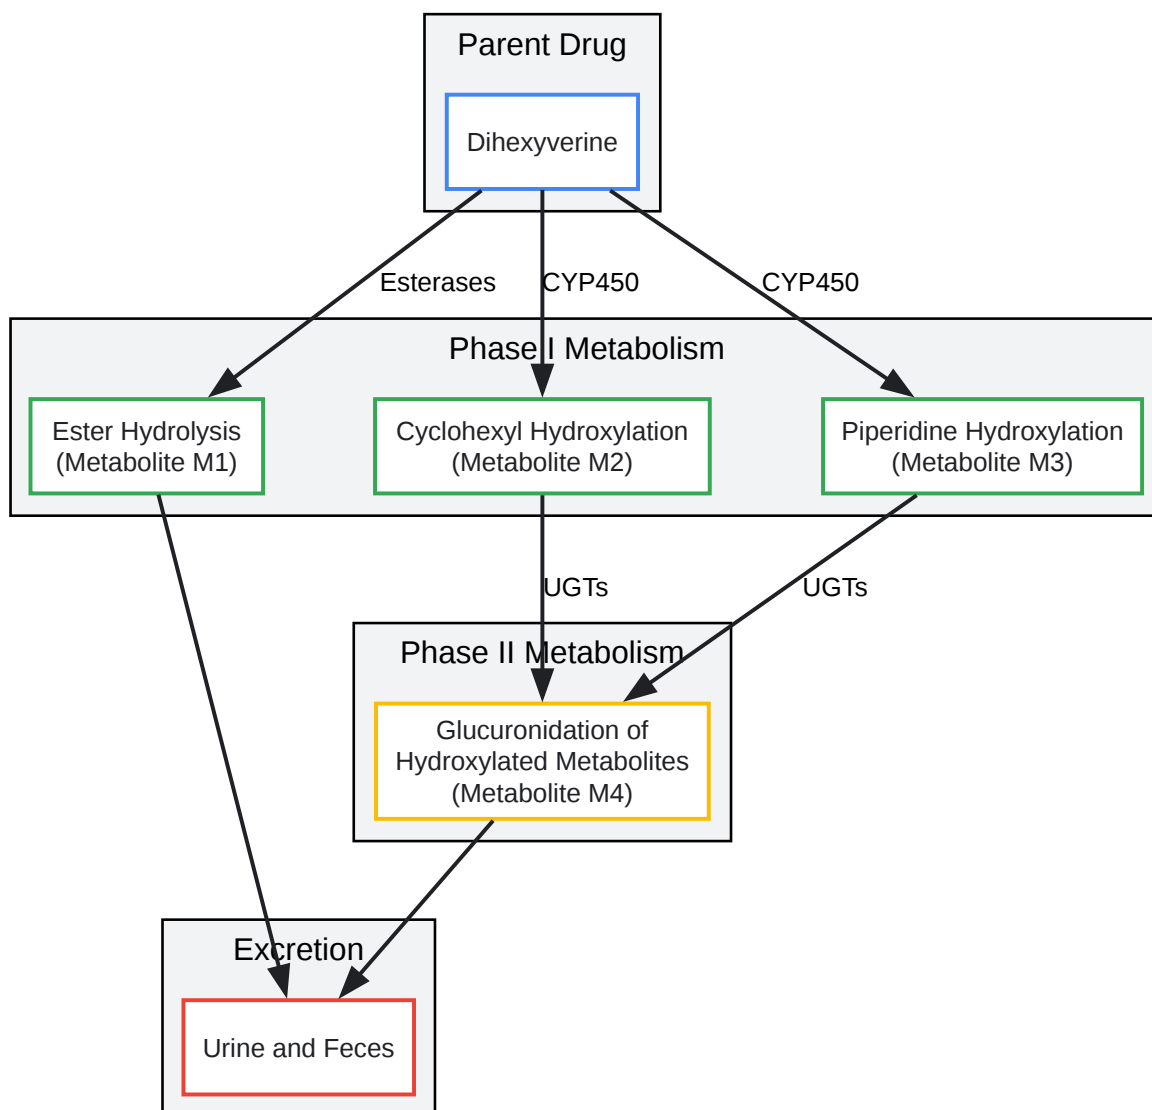 Parent Drug
Dihexyverine
Esterases
CYP450
CYP450
Phase I Metabolism
Ester Hydrolysis
(Metabolite M1)
Cyclohexyl Hydroxylation
(Metabolite M2)
Piperidine Hydroxylation
(Metabolite M3)
UGTs
UGTs
Phase II Metabolism
Glucuronidation of
Hydroxylated Metabolites
(Metabolite M4)
Excretion
Urine and Feces